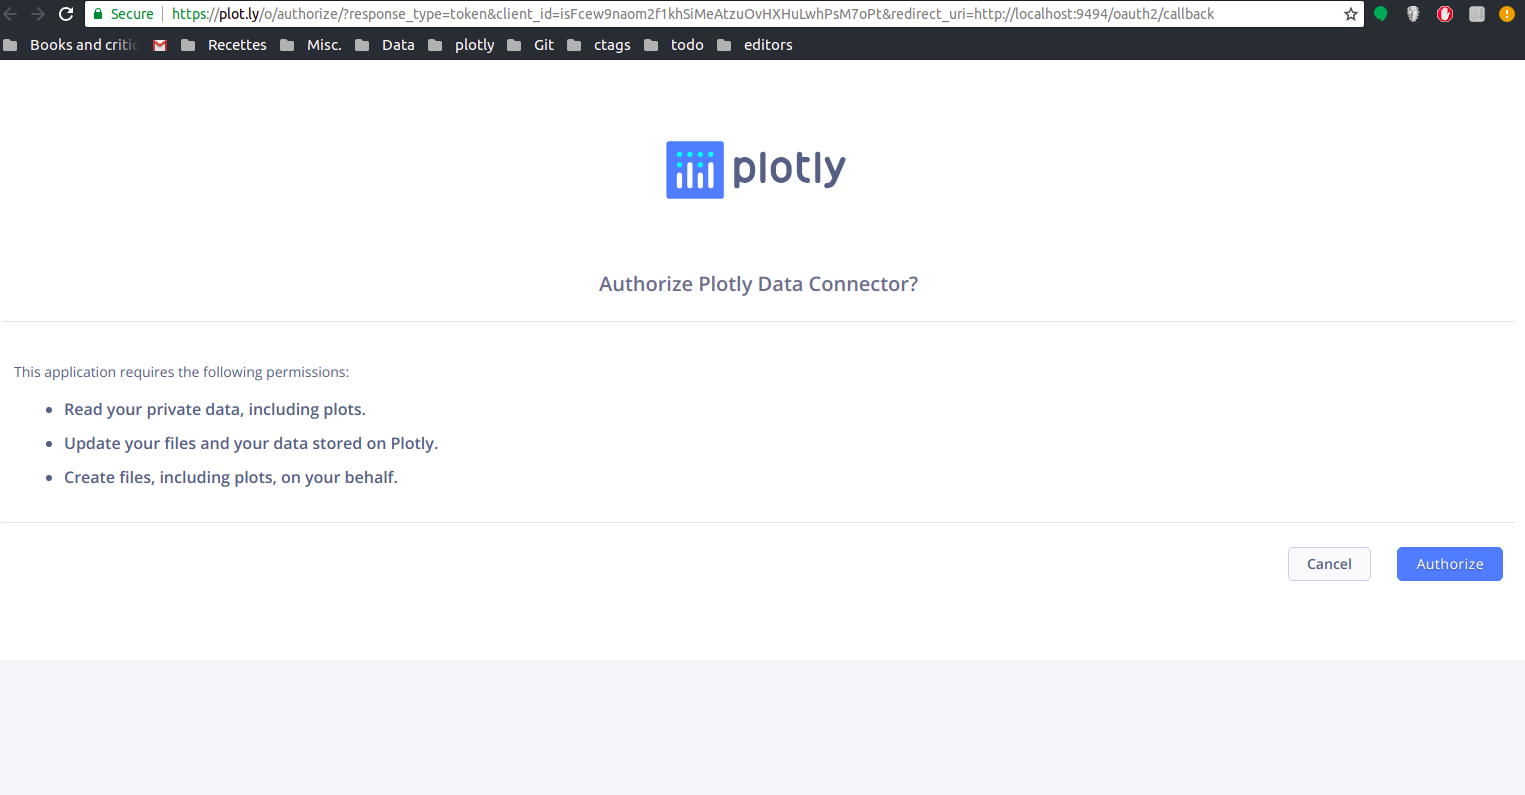 Secure https://plot.ly/o/authorize/?response_type=token&client_id=isFcew9naom2f1khSiMeAtzuOvHXHuLwhPsM7oPt&redirect_uri=http://localhost:9494/oauth2/callback
Books and critic Recettes Misc. Data plotly Git ctags todo editors
plotly
Authorize Plotly Data Connector?
This application requires the following permissions:
• Read your private data, including plots.
• Update your files and your data stored on Plotly.
• Create files, including plots, on your behalf.
Cancel Authorize